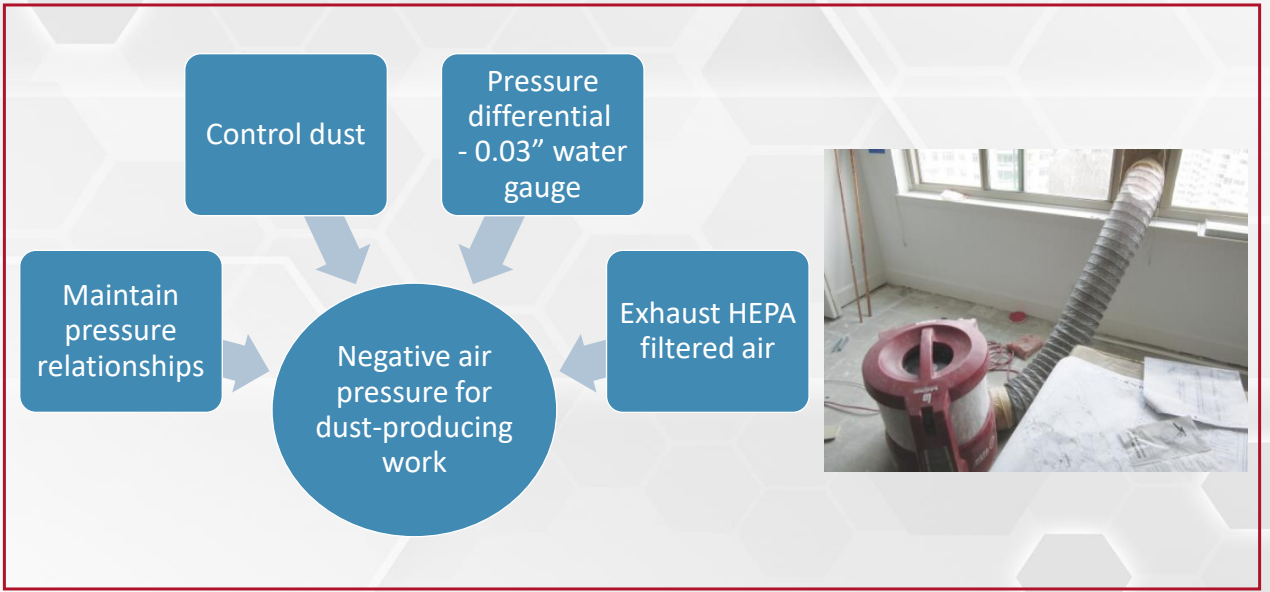 Control dust
Pressure
differential
- 0.03” water
gauge
Maintain
pressure
relationships
Exhaust HEPA
filtered air
Negative air
pressure for
dust-producing
work